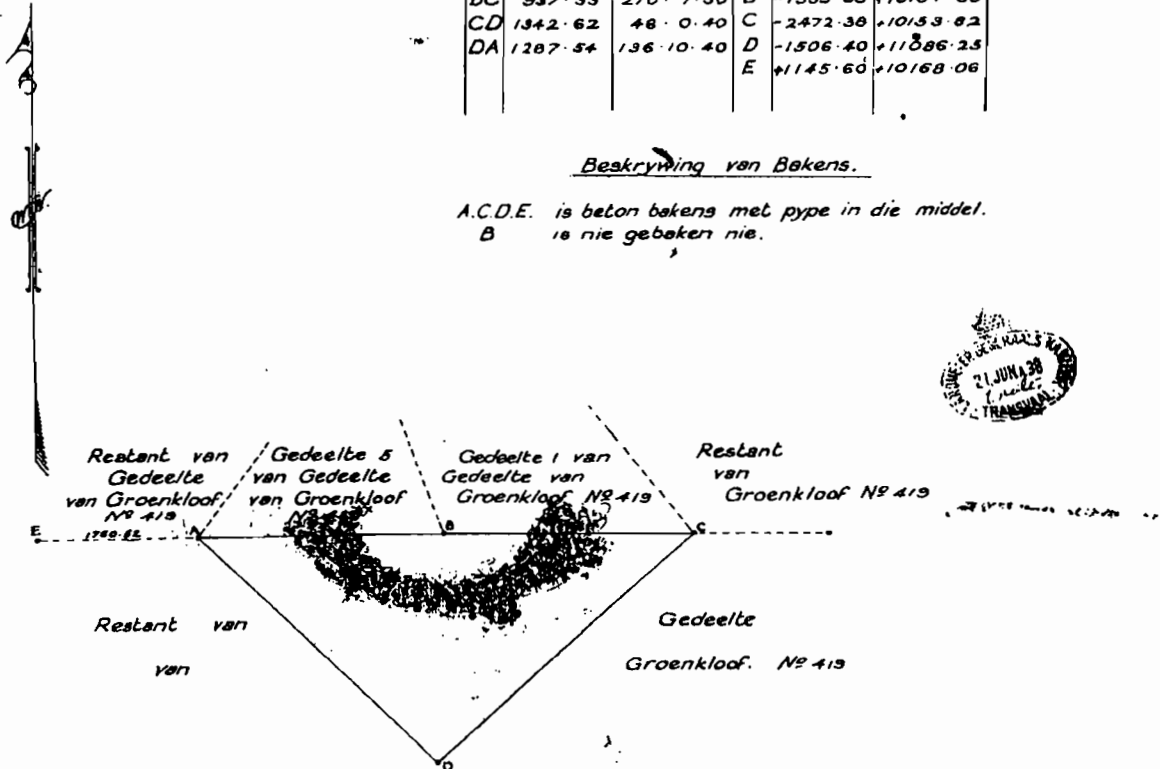 BC 937·33
CD 1342·62 48·0·40 C -2472·38 +10153·82
DA 1287·54 136·10·40 D -1506·40 +11086·25
E +1145·60 +10168·06
Beskrywing van Bakens.
A.C.D.E. is beton bakens met pype in die middel.
B is nie gebaken nie.
21 JUN 38
TRANSVAAL
Restant van
Gedeelte
van Groenkloof
Nº 419
Gedeelte 5
van Gedeelte
van Groenkloof
Gedeelte 1 van
Gedeelte van
Groenkloof Nº 419
Restant
van
Groenkloof Nº 419
E
A
B
C
Restant van
van
Gedeelte
Groenkloof. Nº 419
D